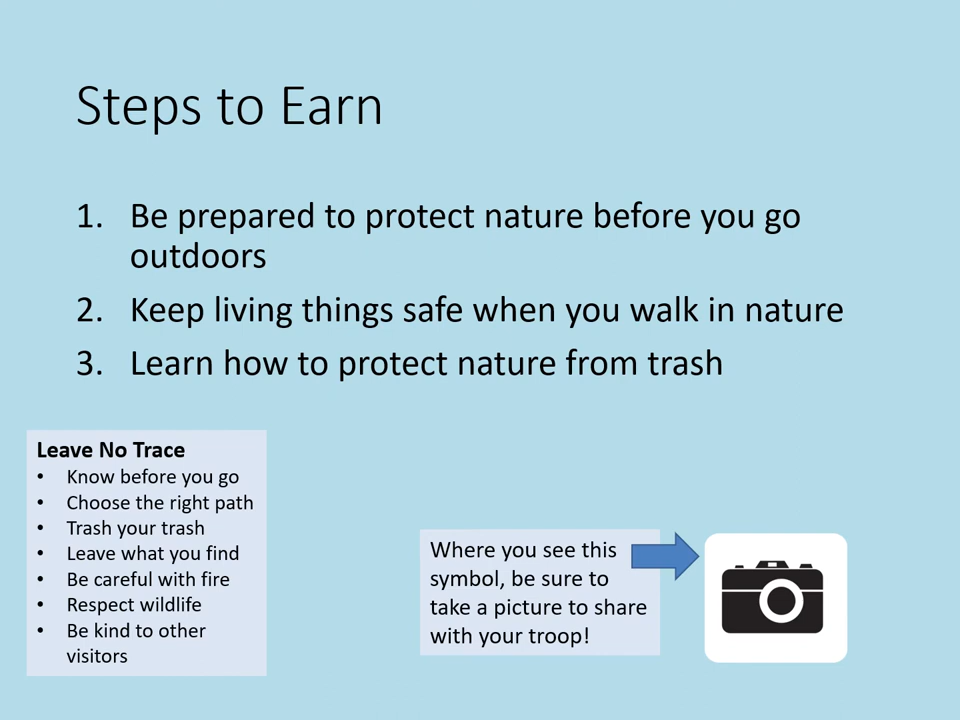 Steps to Earn
1. Be prepared to protect nature before you go
outdoors
2. Keep living things safe when you walk in nature
3. Learn how to protect nature from trash
Leave No Trace
• Know before you go
• Choose the right path
• Trash your trash
• Leave what you find
• Be careful with fire
• Respect wildlife
• Be kind to other
visitors
Where you see this
symbol, be sure to
take a picture to share
with your troop!